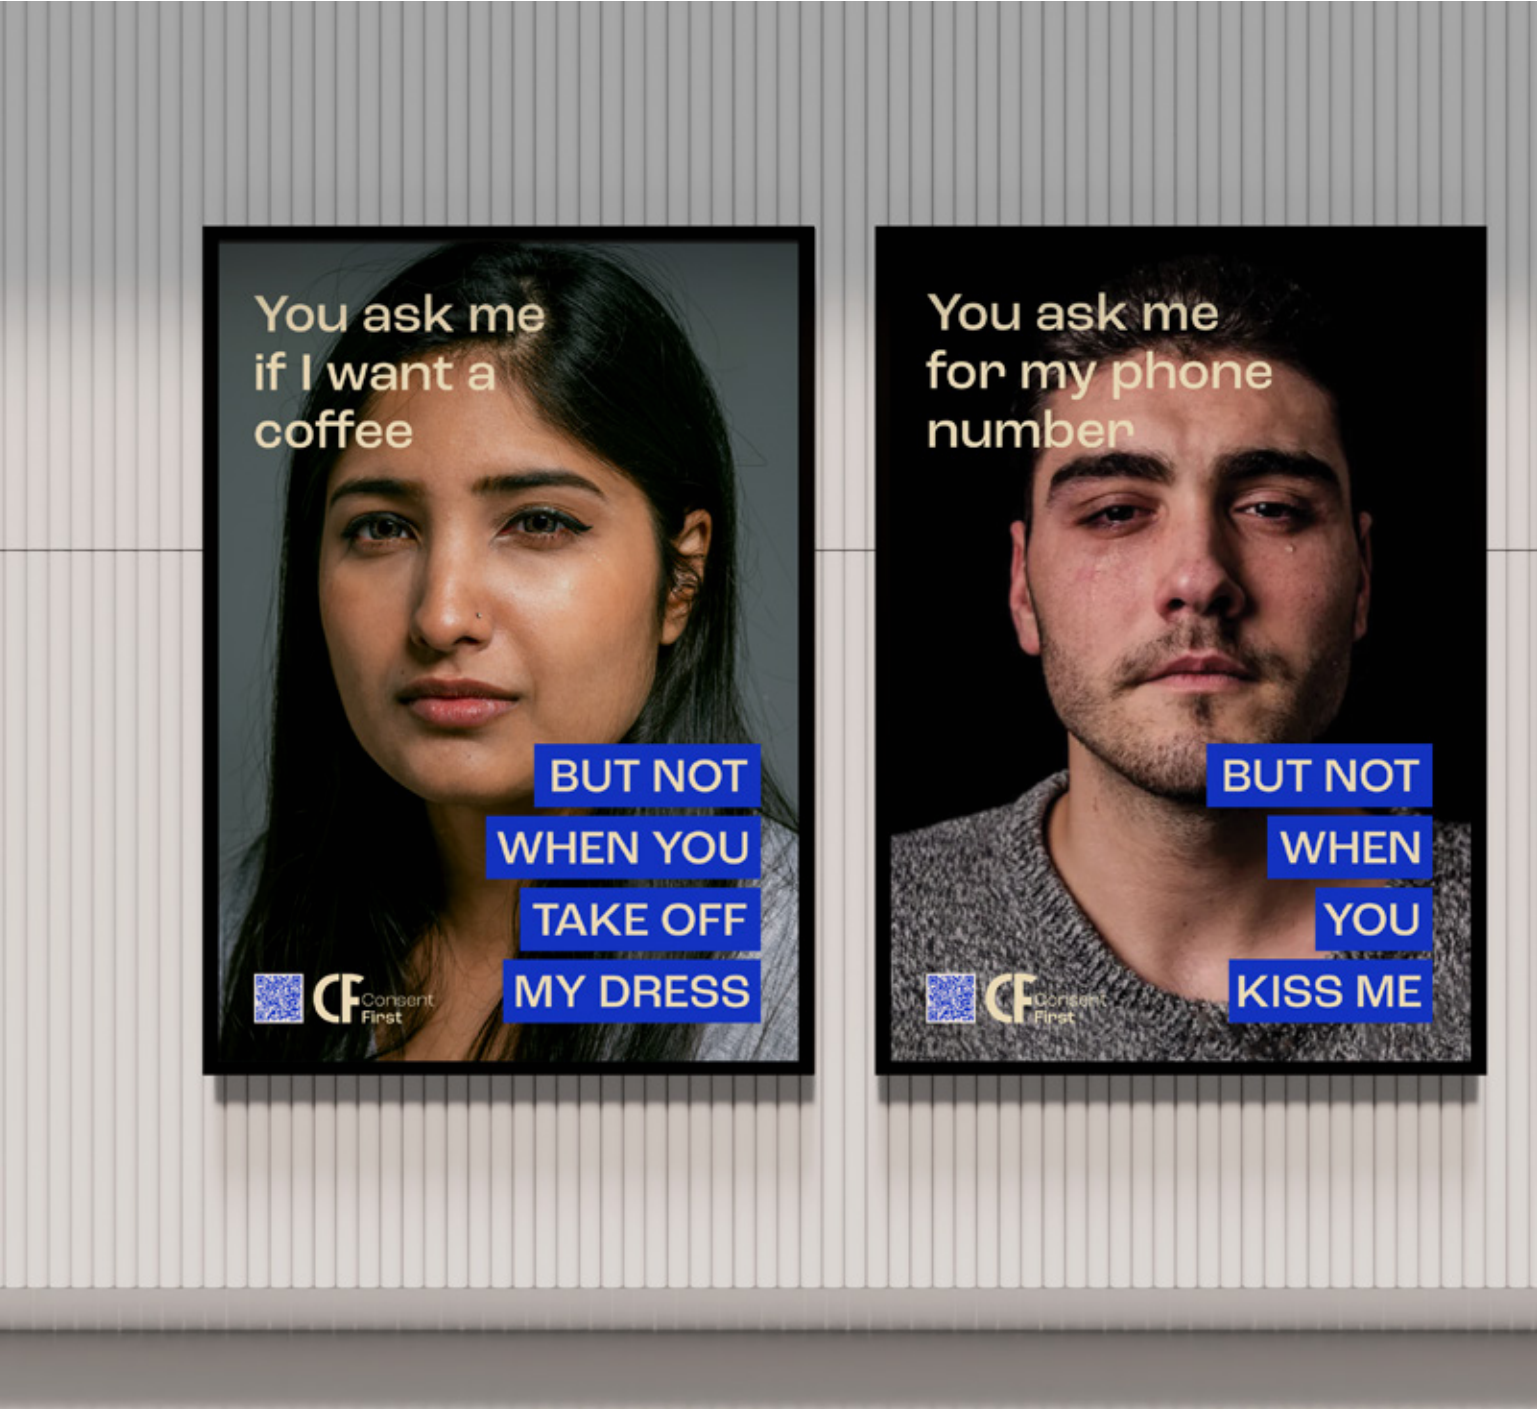 You ask me
if I want a
coffee
BUT NOT
WHEN YOU
TAKE OFF
MY DRESS
CF Consent
First
You ask me
for my phone
number
BUT NOT
WHEN
YOU
KISS ME
CF Consent
First